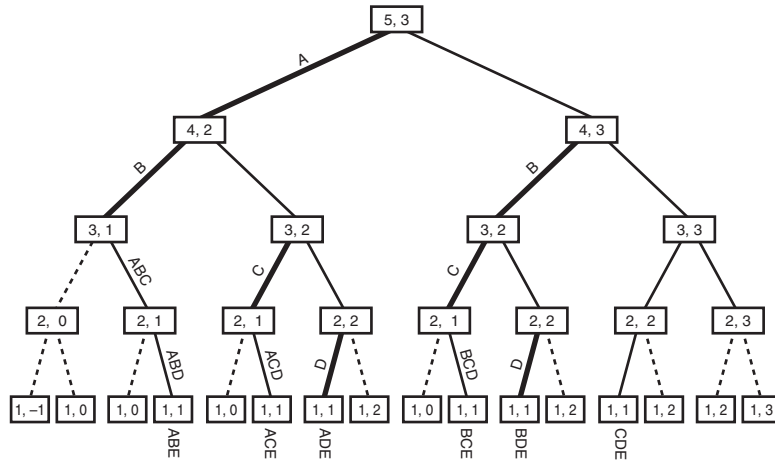 5, 3
A
4, 2
4, 3
B
B
3, 1
3, 2
3, 2
3, 3
ABC
C
C
2, 0
2, 1
2, 1
2, 2
2, 1
2, 2
2, 2
2, 3
ABD
ACD
D
BCD
D
1, –1
1, 0
1, 0
1, 1
1, 0
1, 1
1, 1
1, 2
1, 0
1, 1
1, 1
1, 2
1, 1
1, 2
1, 2
1, 3
ABE
ACE
ADE
BCE
BDE
CDE